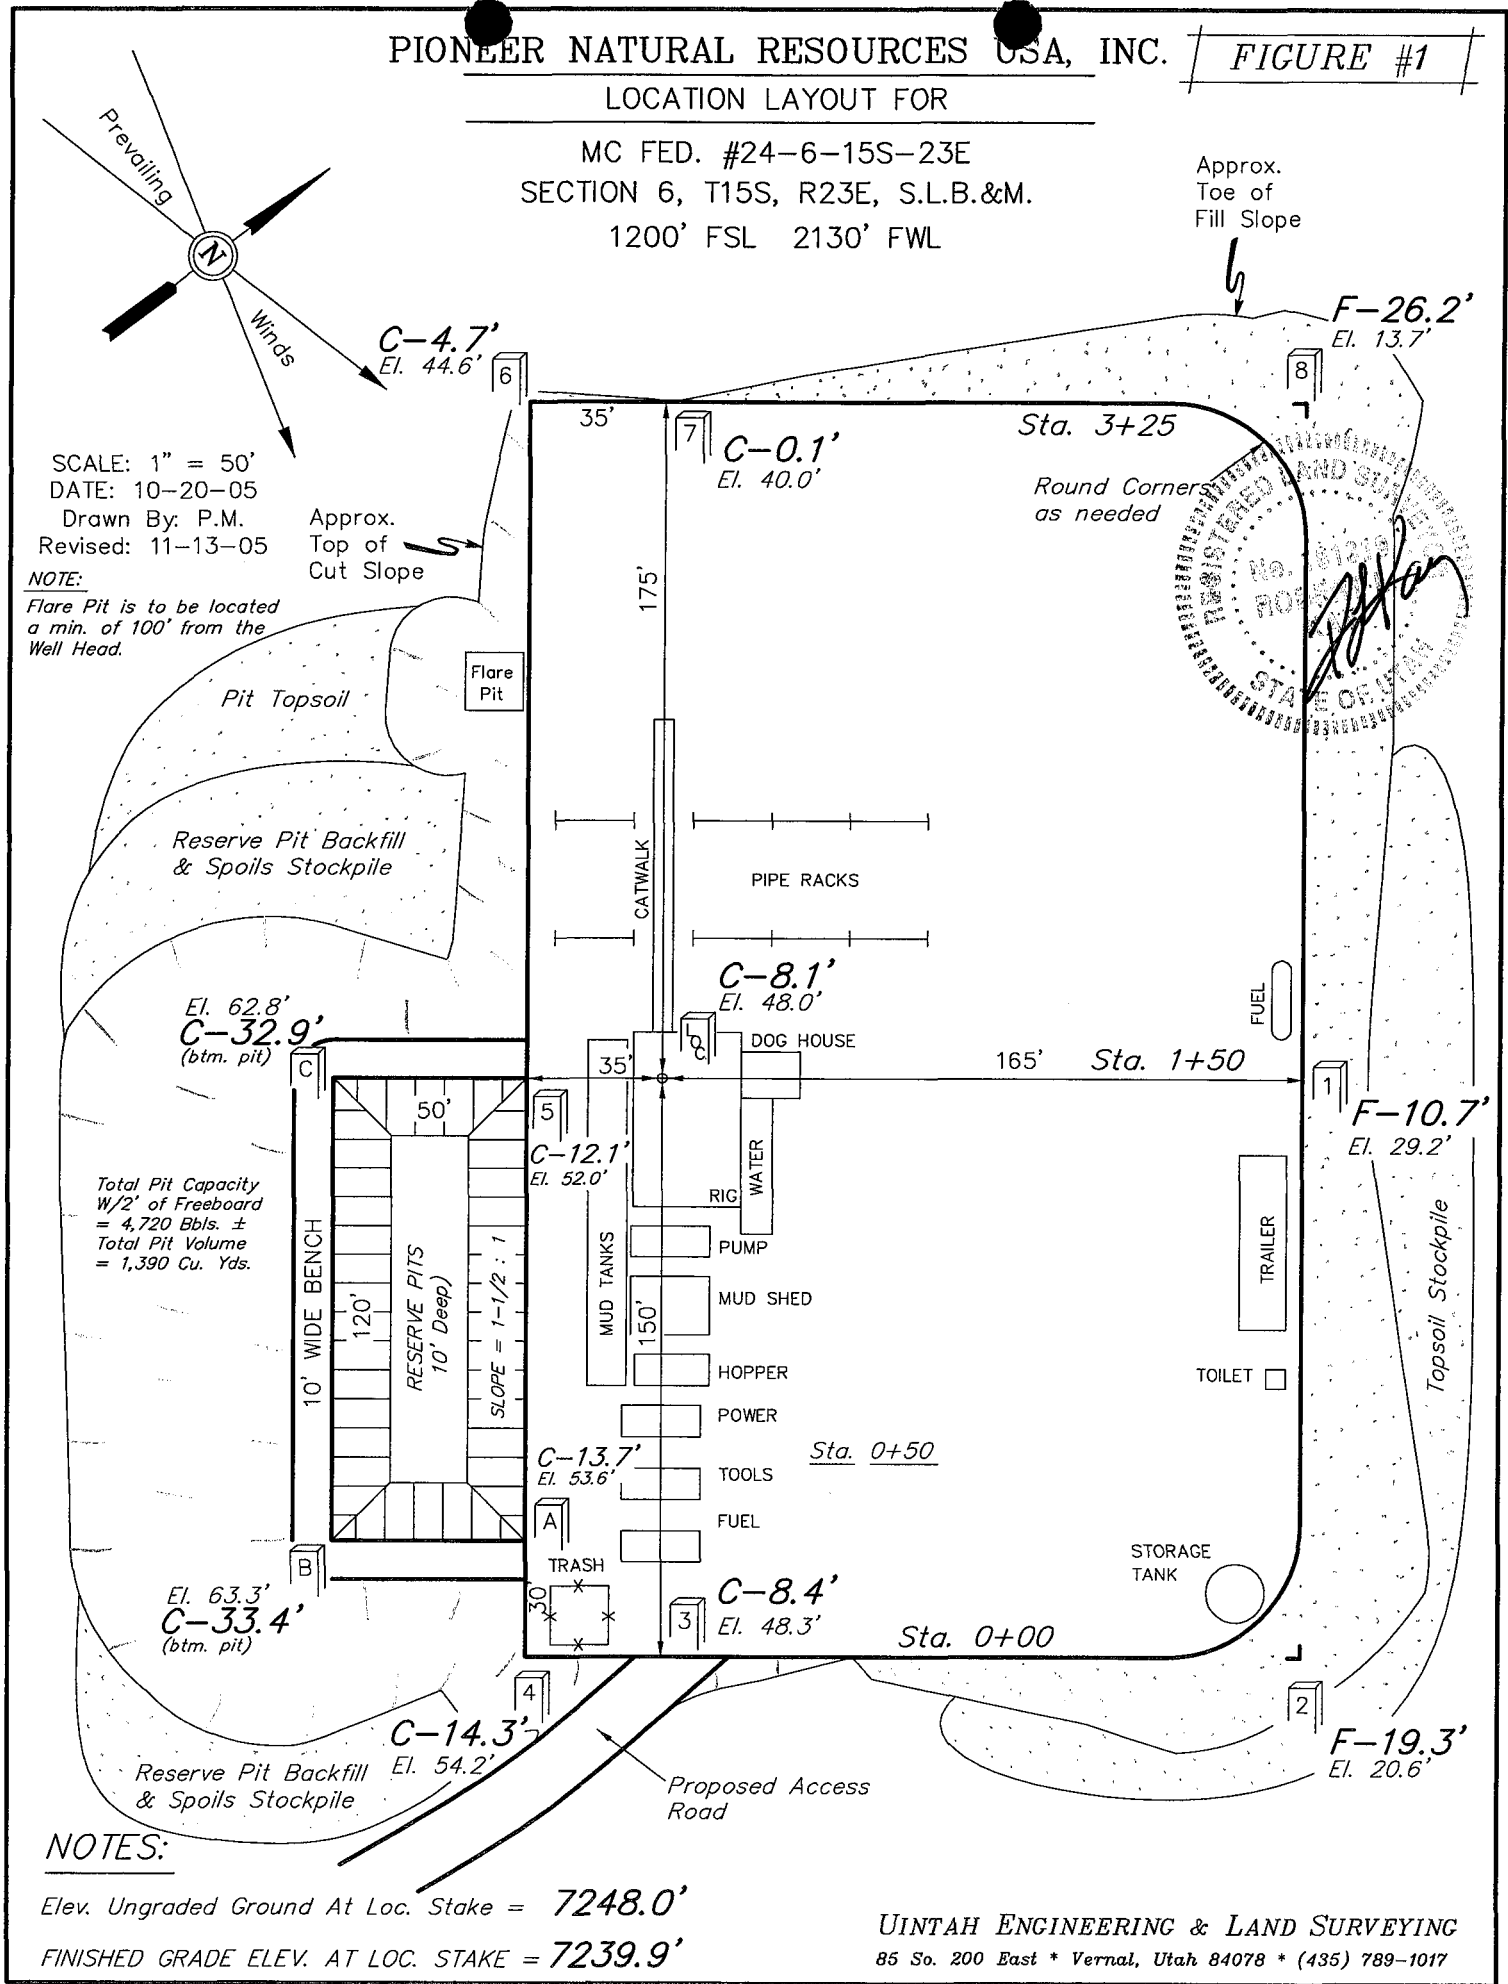 PIONEER NATURAL RESOURCES USA, INC.
FIGURE #1
LOCATION LAYOUT FOR
MC FED. #24-6-15S-23E
SECTION 6, T15S, R23E, S.L.B.&M.
1200' FSL 2130' FWL
Prevailing
N
Winds
Approx.
Toe of
Fill Slope
C-4.7'
El. 44.6'
6
F-26.2'
El. 13.7'
8
35'
7
C-0.1'
El. 40.0'
Sta. 3+25
Round Corners
as needed
SCALE: 1" = 50'
DATE: 10-20-05
Drawn By: P.M.
Revised: 11-13-05
Approx.
Top of
Cut Slope
NOTE:
Flare Pit is to be located
a min. of 100' from the
Well Head.
175'
REGISTERED LAND
No.
STATE OF UTAH
Flare
Pit
Pit Topsoil
Reserve Pit Backfill
& Spoils Stockpile
CATWALK
PIPE RACKS
C-8.1'
El. 48.0'
FUEL
El. 62.8'
C-32.9'
(btm. pit)
C
LOC.
DOG HOUSE
35'
165'
Sta. 1+50
1
F-10.7'
El. 29.2'
50'
5
C-12.1'
El. 52.0'
Total Pit Capacity
W/2' of Freeboard
= 4,720 Bbls. ±
Total Pit Volume
= 1,390 Cu. Yds.
10' WIDE BENCH
120'
RESERVE PITS
10' Deep)
SLOPE = 1-1/2 : 1
MUD TANKS
150'
RIG
WATER
PUMP
MUD SHED
HOPPER
POWER
TOOLS
FUEL
TRAILER
TOILET
Topsoil Stockpile
C-13.7'
El. 53.6'
Sta. 0+50
A
TRASH
30'
STORAGE
TANK
B
El. 63.3'
C-33.4'
(btm. pit)
3
C-8.4'
El. 48.3'
Sta. 0+00
4
C-14.3'
El. 54.2'
2
F-19.3'
El. 20.6'
Reserve Pit Backfill
& Spoils Stockpile
Proposed Access
Road
NOTES:
Elev. Ungraded Ground At Loc. Stake = 7248.0'
FINISHED GRADE ELEV. AT LOC. STAKE = 7239.9'
UINTAH ENGINEERING & LAND SURVEYING
85 So. 200 East * Vernal, Utah 84078 * (435) 789-1017